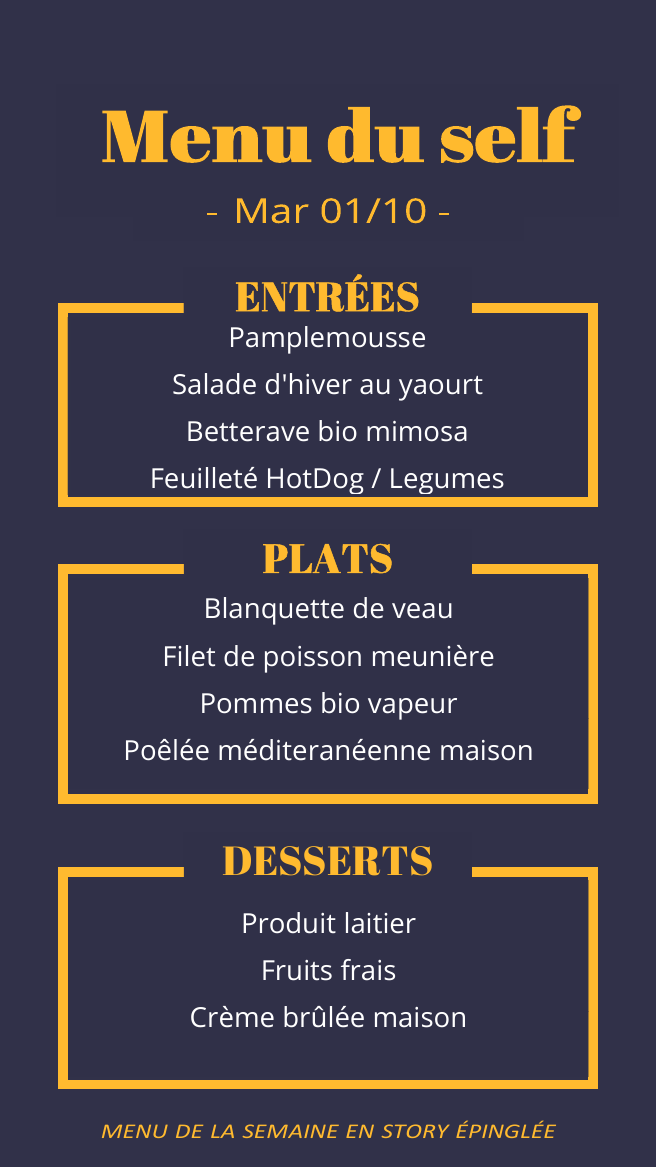 Menu du self
- Mar 01/10 -
ENTRÉES
Pamplemousse
Salade d'hiver au yaourt
Betterave bio mimosa
Feuilleté HotDog / Legumes
PLATS
Blanquette de veau
Filet de poisson meunière
Pommes bio vapeur
Poêlée méditeranéenne maison
DESSERTS
Produit laitier
Fruits frais
Crème brûlée maison
MENU DE LA SEMAINE EN STORY ÉPINGLÉE